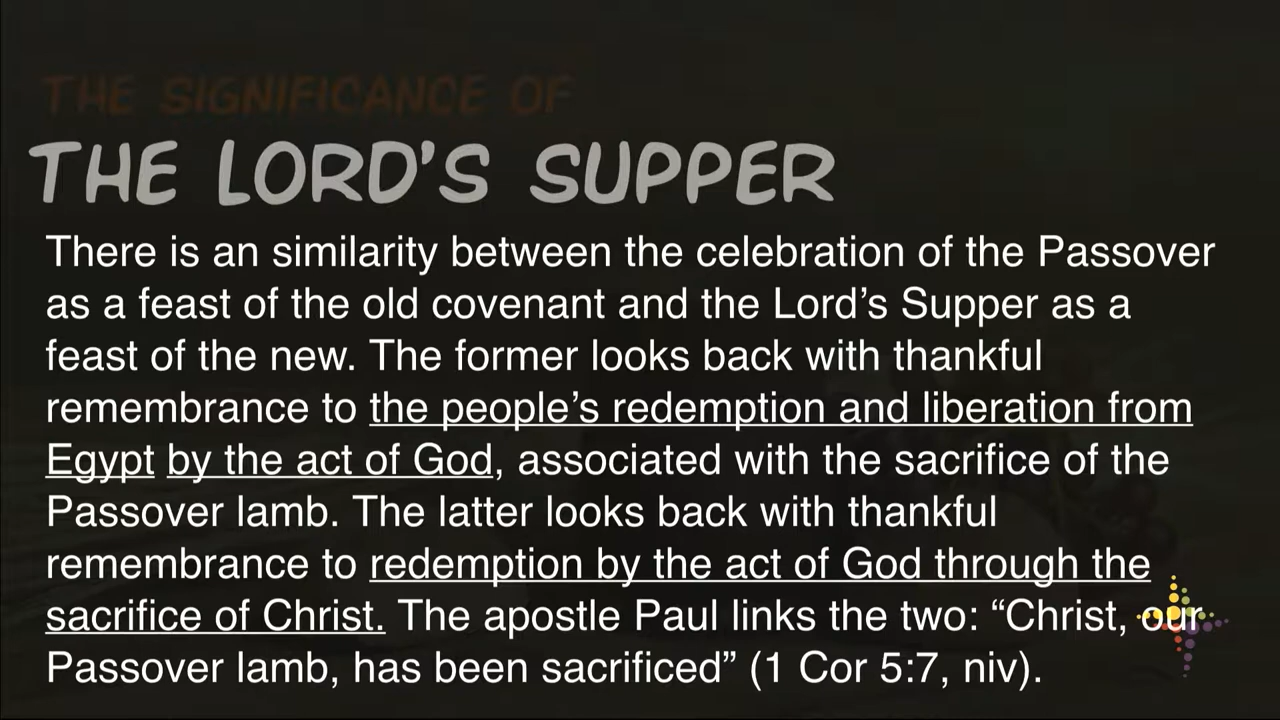 THE SIGNIFICANCE OF
THE LORD'S SUPPER
There is an similarity between the celebration of the Passover
as a feast of the old covenant and the Lord’s Supper as a
feast of the new. The former looks back with thankful
remembrance to the people’s redemption and liberation from
Egypt by the act of God, associated with the sacrifice of the
Passover lamb. The latter looks back with thankful
remembrance to redemption by the act of God through the
sacrifice of Christ. The apostle Paul links the two: “Christ, our
Passover lamb, has been sacrificed” (1 Cor 5:7, niv).